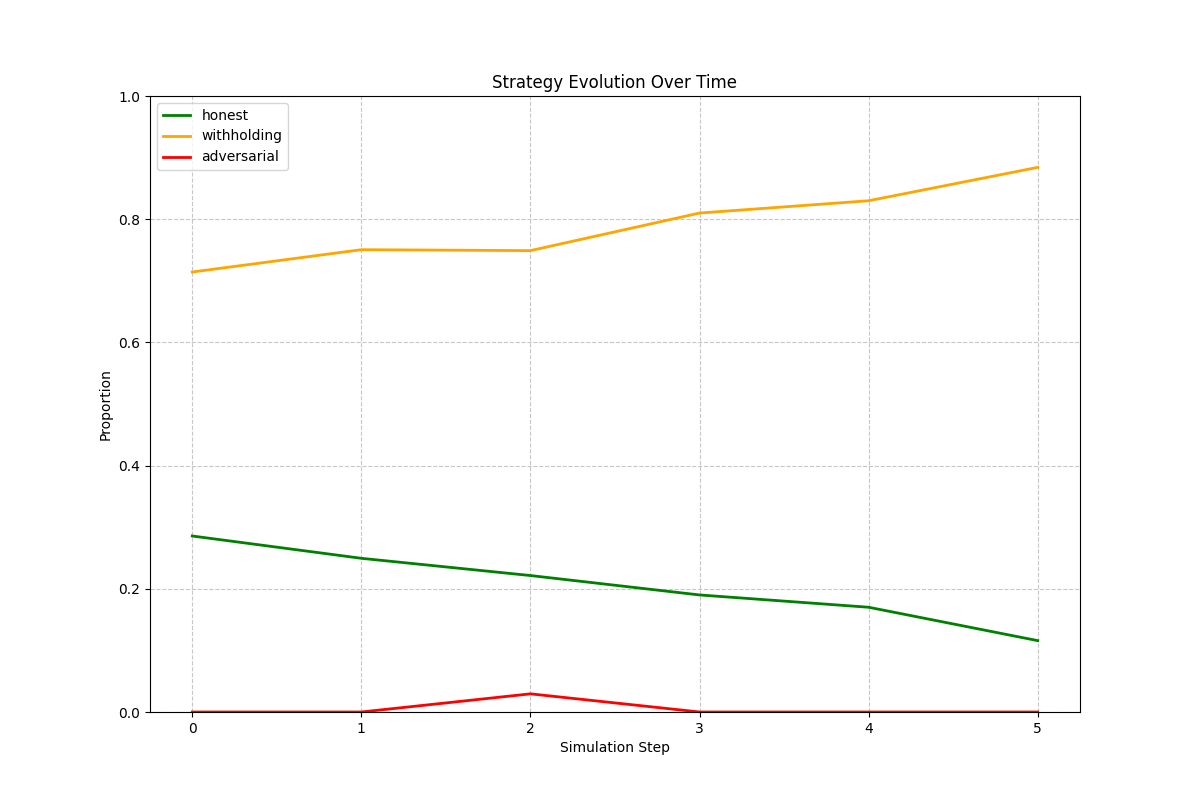 Strategy Evolution Over Time
honest
withholding
adversarial
Proportion
1.0
0.8
0.6
0.4
0.2
0.0
0 1 2 3 4 5
Simulation Step